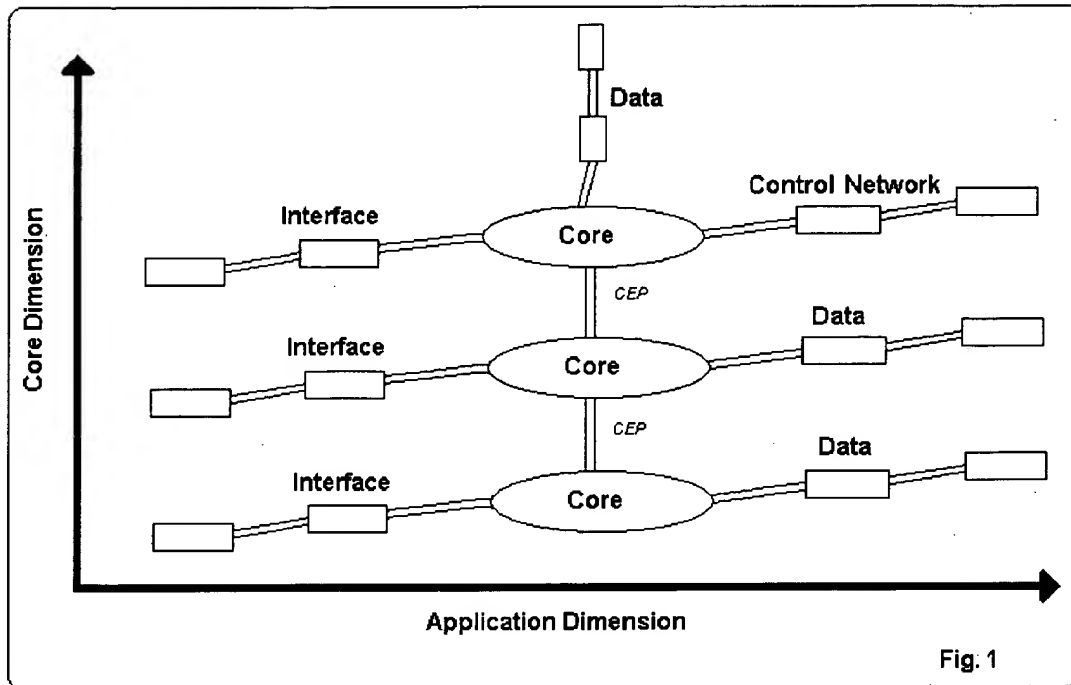 Data
Control Network
Interface
Core
CEP
Core Dimension
Interface
Core
Data
CEP
Interface
Core
Data
Application Dimension
Fig. 1